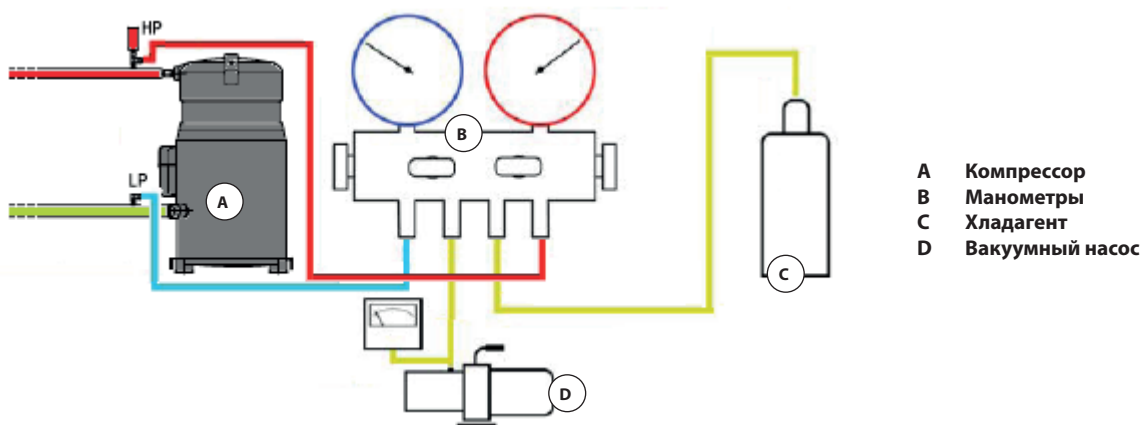 HP
LP
A
B
C
D
A Компрессор
B Манометры
C Хладагент
D Вакуумный насос